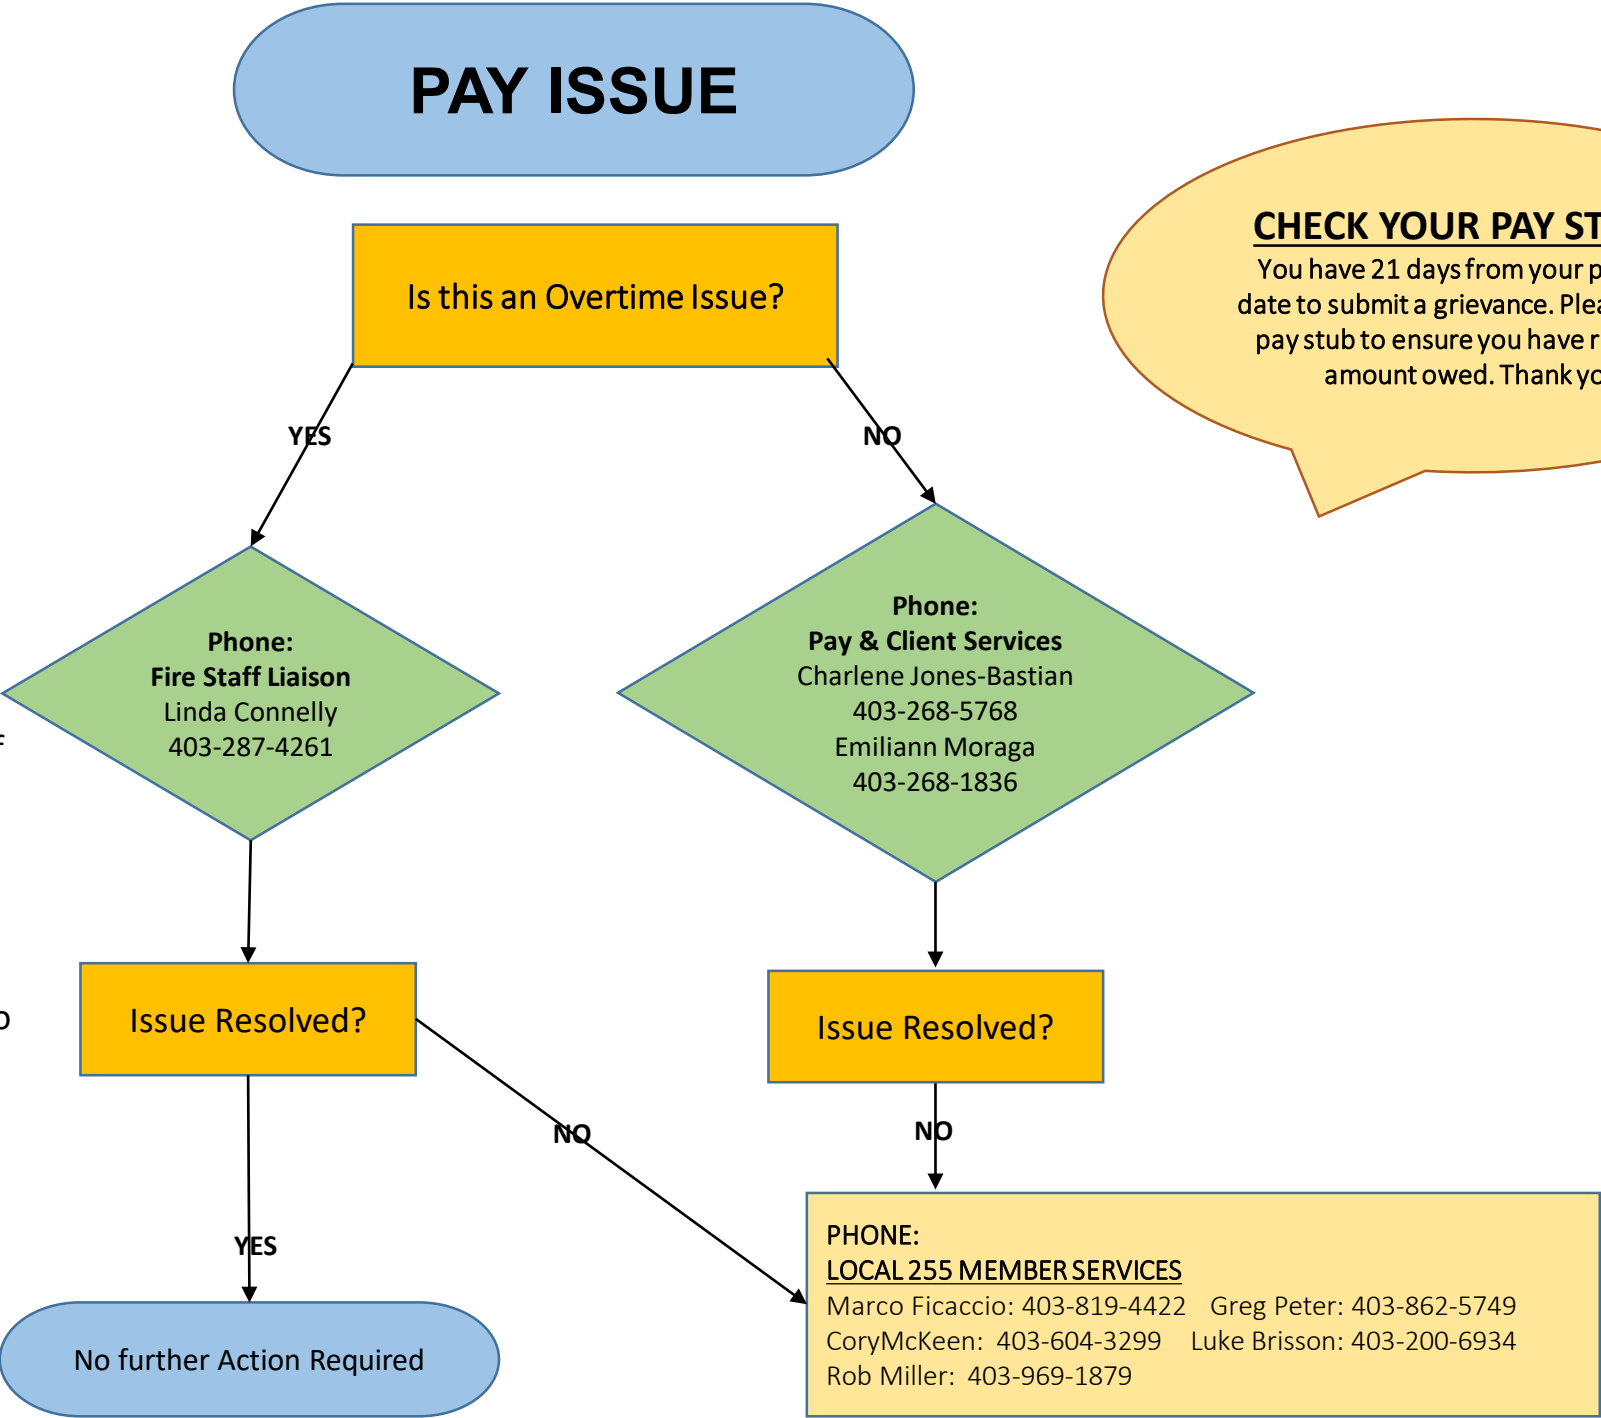 PAY ISSUE
CHECK YOUR PAY
You have 21 days from your
date to submit a grievance.
pay stub to ensure you have
amount owed. Thank
Is this an Overtime Issue?
YES
NO
Phone:
Fire Staff Liaison
Linda Connelly
403-287-4261
Phone:
Pay & Client Services
Charlene Jones-Bastian
403-268-5768
Emiliann Moraga
403-268-1836
Issue Resolved?
Issue Resolved?
NO
NO
YES
No further Action Required
PHONE:
LOCAL 255 MEMBER SERVICES
Marco Ficaccio: 403-819-4422 Greg Peter: 403-862-5749
CoryMcKeen: 403-604-3299 Luke Brisson: 403-200-6934
Rob Miller: 403-969-1879